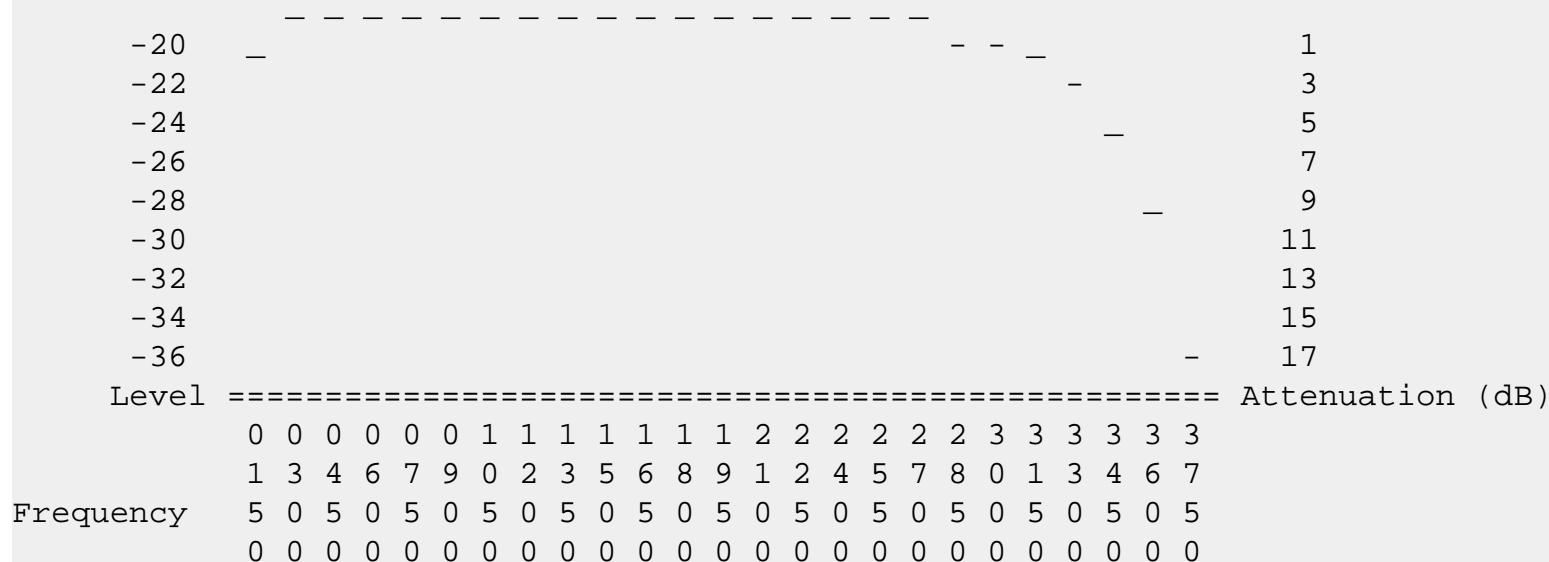 _ _ _ _ _ _ _ _ _ _ _ _ _ _ _ _ _
-20 _ - - _ 1
-22 - 3
-24 _ 5
-26 7
-28 _ 9
-30 11
-32 13
-34 15
-36 - 17
Level =================================================== Attenuation (dB)
0 0 0 0 0 0 1 1 1 1 1 1 1 2 2 2 2 2 2 3 3 3 3 3 3
1 3 4 6 7 9 0 2 3 5 6 8 9 1 2 4 5 7 8 0 1 3 4 6 7
Frequency 5 0 5 0 5 0 5 0 5 0 5 0 5 0 5 0 5 0 5 0 5 0 5 0 5
0 0 0 0 0 0 0 0 0 0 0 0 0 0 0 0 0 0 0 0 0 0 0 0 0